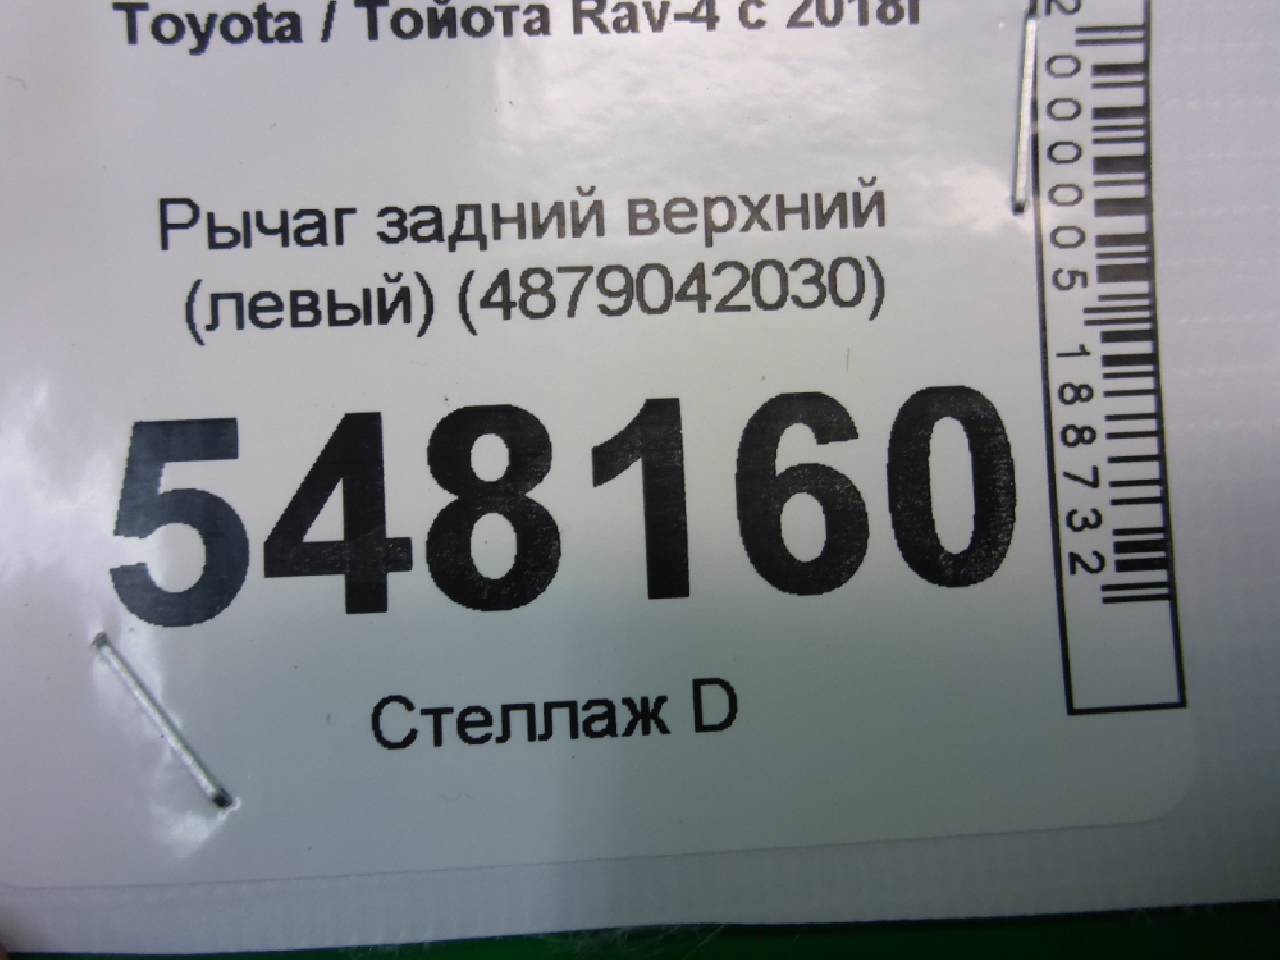 Toyota / Тойота Rav-4 с 2018г
Рычаг задний верхний
(левый) (4879042030)
548160
Стеллаж D
2000005188732